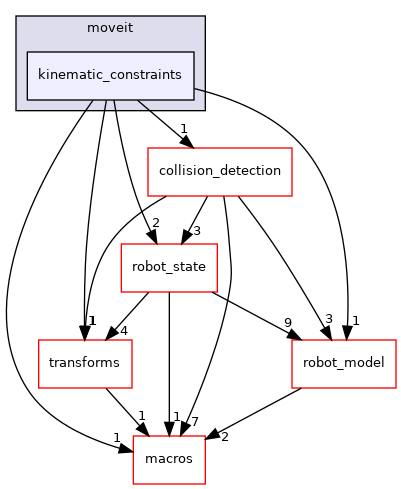 moveit
kinematic_constraints
1
collision_detection
2
3
robot_state
1
1
4
9
3
1
transforms
robot_model
1
1
1
7
2
macros